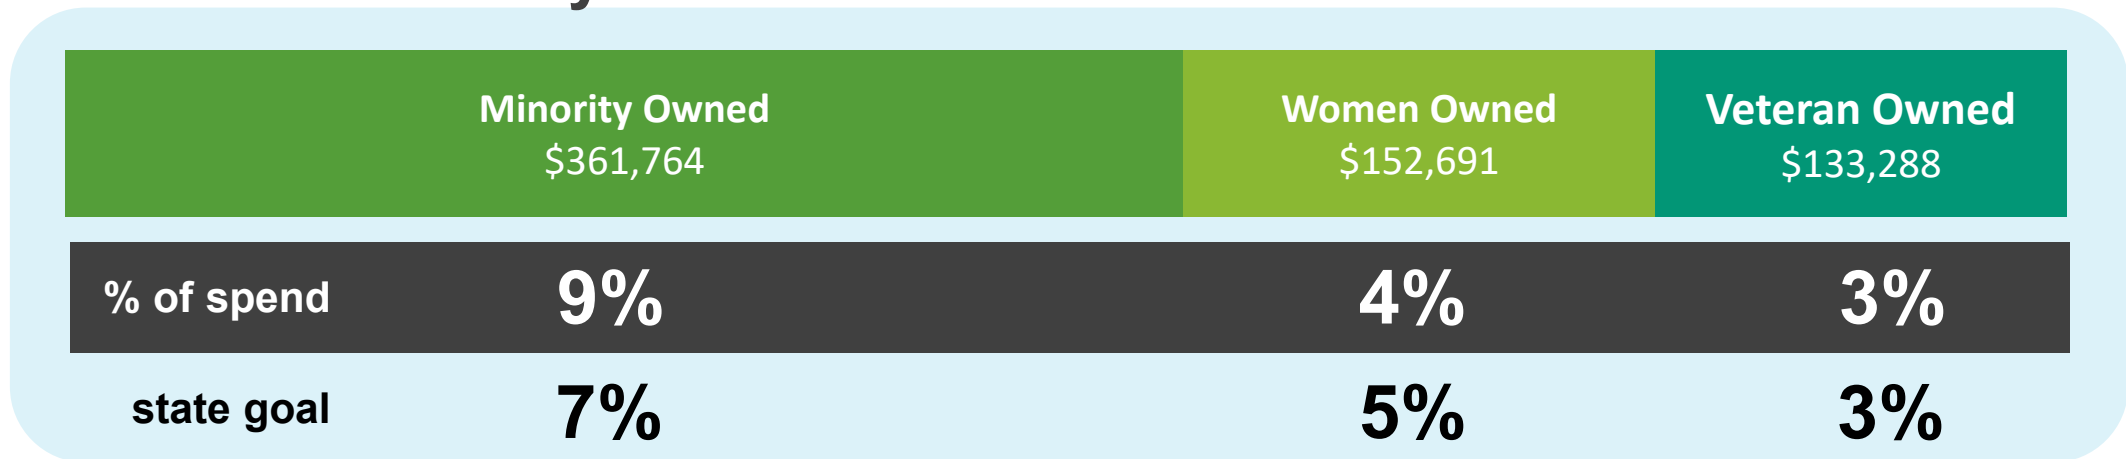 Minority Owned
$361,764
Women Owned
$152,691
Veteran Owned
$133,288
% of spend 9% 4% 3%
state goal 7% 5% 3%